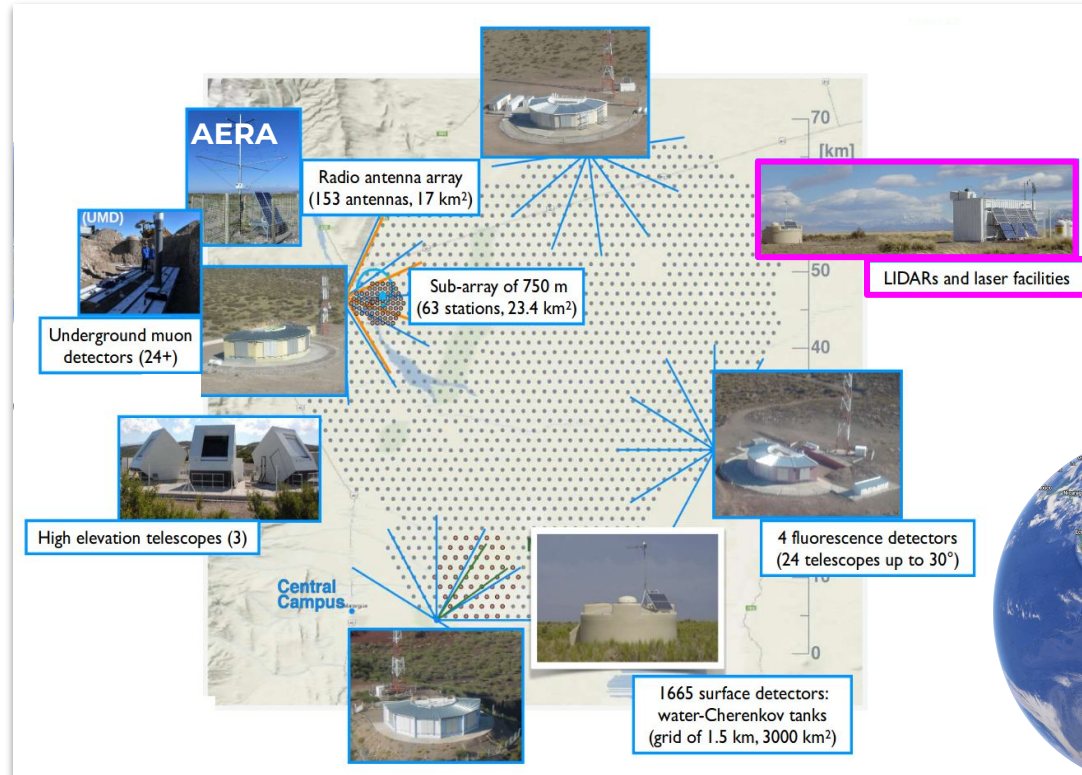 AERA
Radio antenna array
(153 antennas, 17 km²)
(UMD)
Underground muon
detectors (24+)
Sub-array of 750 m
(63 stations, 23.4 km²)
70
[km]
50
40
10
0
LIDARs and laser facilities
High elevation telescopes (3)
4 fluorescence detectors
(24 telescopes up to 30°)
Central
Campus
1665 surface detectors:
water-Cherenkov tanks
(grid of 1.5 km, 3000 km²)